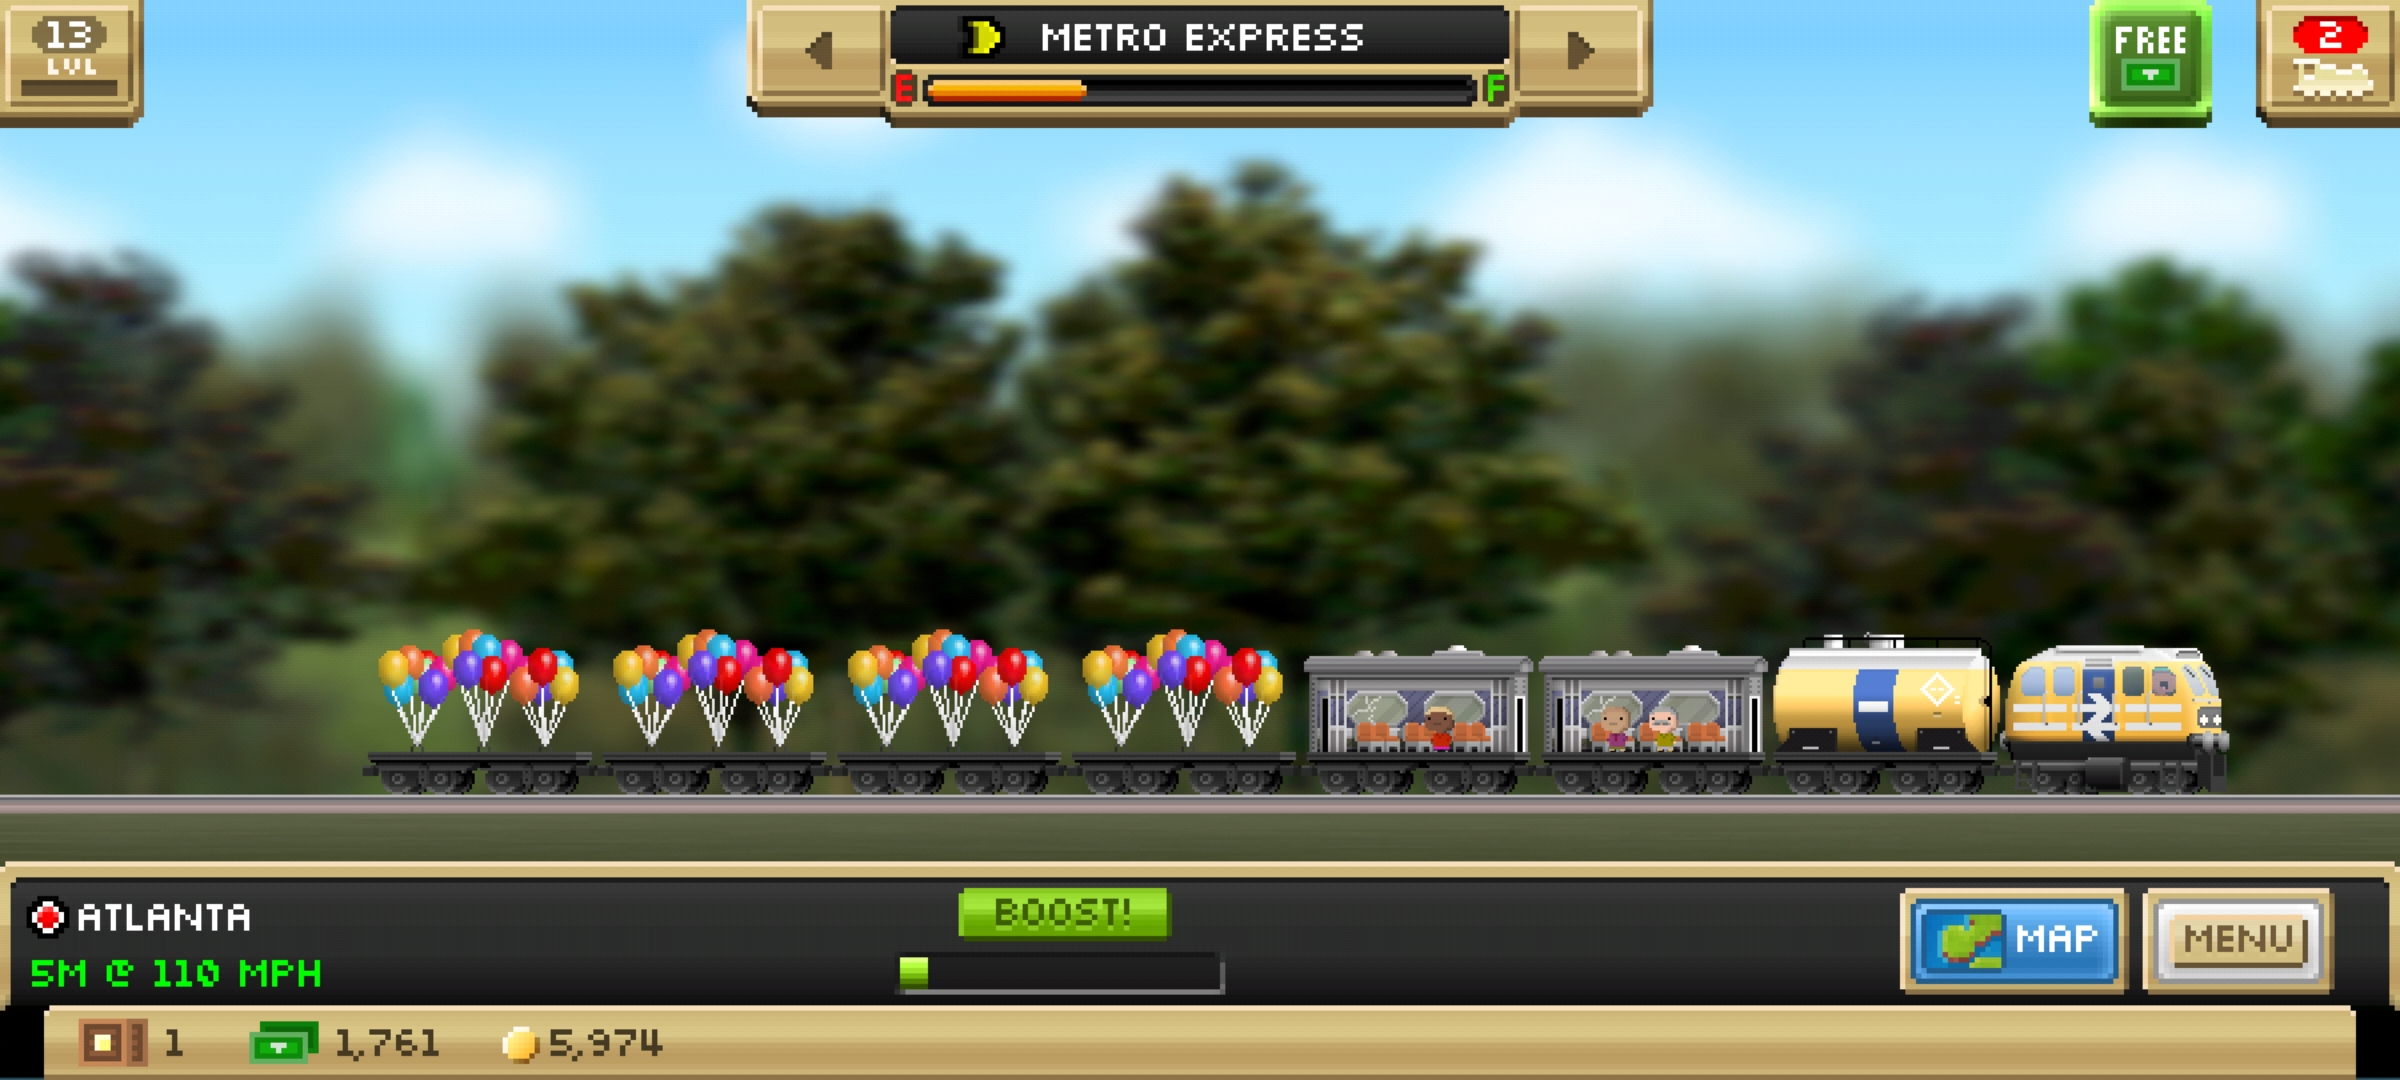 13
LVL
METRO EXPRESS
E F
FREE
2
ATLANTA
5M @ 110 MPH
BOOST!
MAP
MENU
1
1,761
5,974